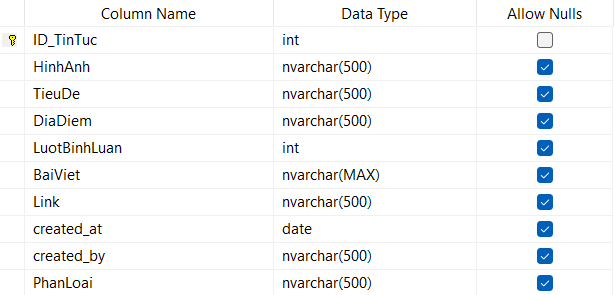 Column Name Data Type Allow Nulls
ID_TinTuc int
HinhAnh nvarchar(500)
TieuDe nvarchar(500)
DiaDiem nvarchar(500)
LuotBinhLuan int
BaiViet nvarchar(MAX)
Link nvarchar(500)
created_at date
created_by nvarchar(500)
PhanLoai nvarchar(500)